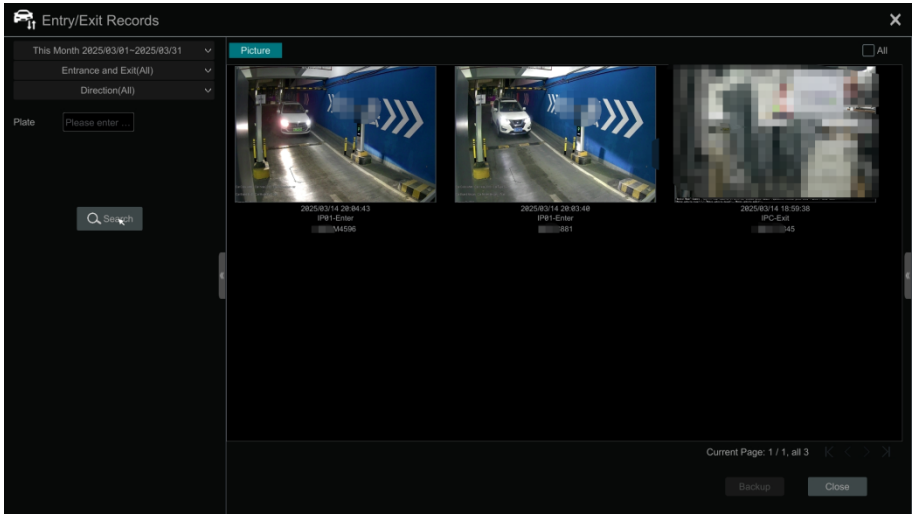 Entry/Exit Records
This Month 2025/03/01~2025/03/31
Entrance and Exit(All)
Direction(All)
Plate
Please enter ...
Search
Picture
All
2025/03/14 20:04:43
IP01-Enter
M4596
2025/03/14 20:03:40
IP01-Enter
881
2025/03/14 18:59:38
IPC-Exit
345
Current Page: 1 / 1, all 3
Backup
Close